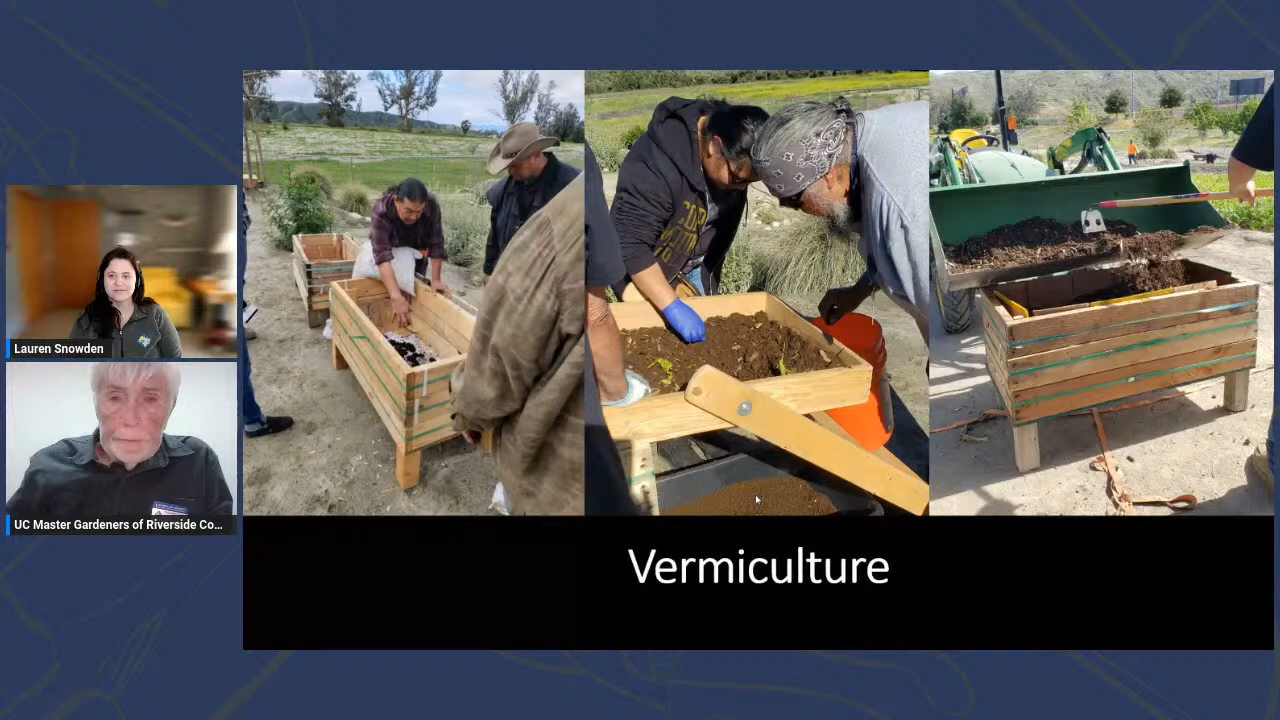 Lauren Snowden
UC Master Gardeners of Riverside Co...
Vermiculture